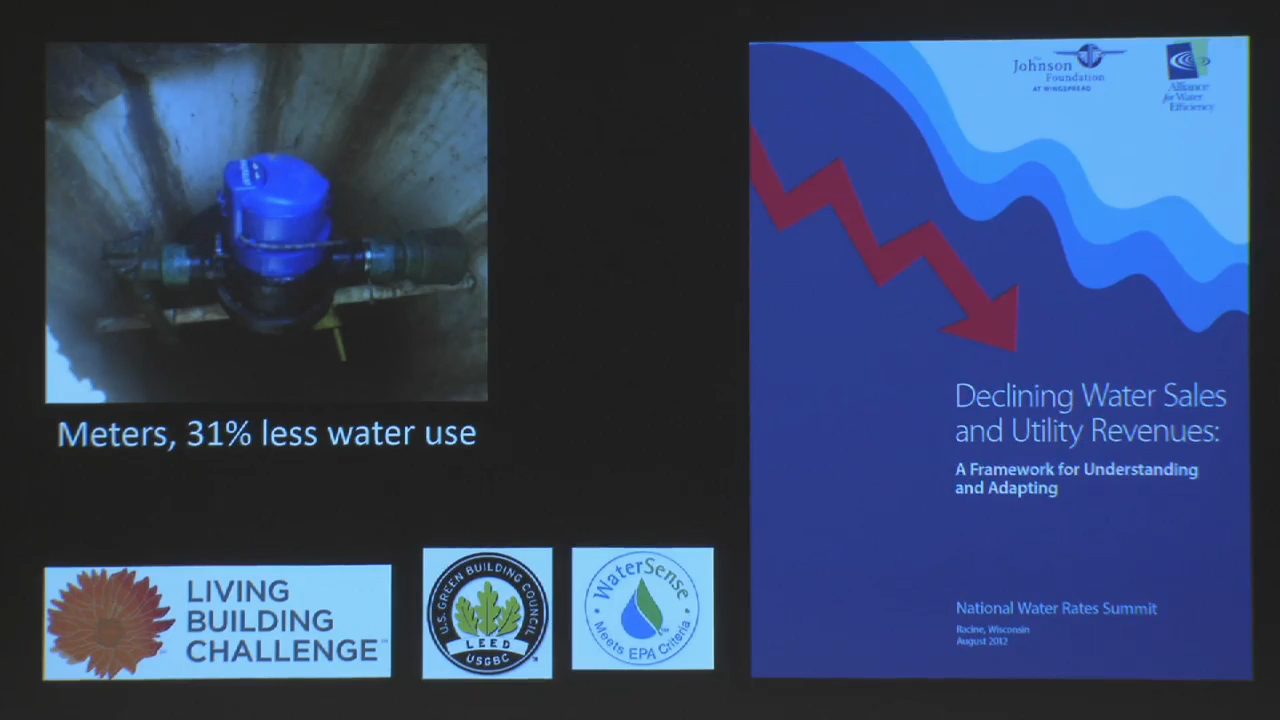 The
Johnson
Foundation
AT WINGSPREAD
Alliance
for Water
Efficiency
Meters, 31% less water use
Declining Water Sales
and Utility Revenues:
A Framework for Understanding
and Adapting
National Water Rates Summit
Racine, Wisconsin
August 2012
LIVING
BUILDING
CHALLENGE™
U.S. GREEN BUILDING COUNCIL
LEED
USGBC
WaterSense
Meets EPA Criteria